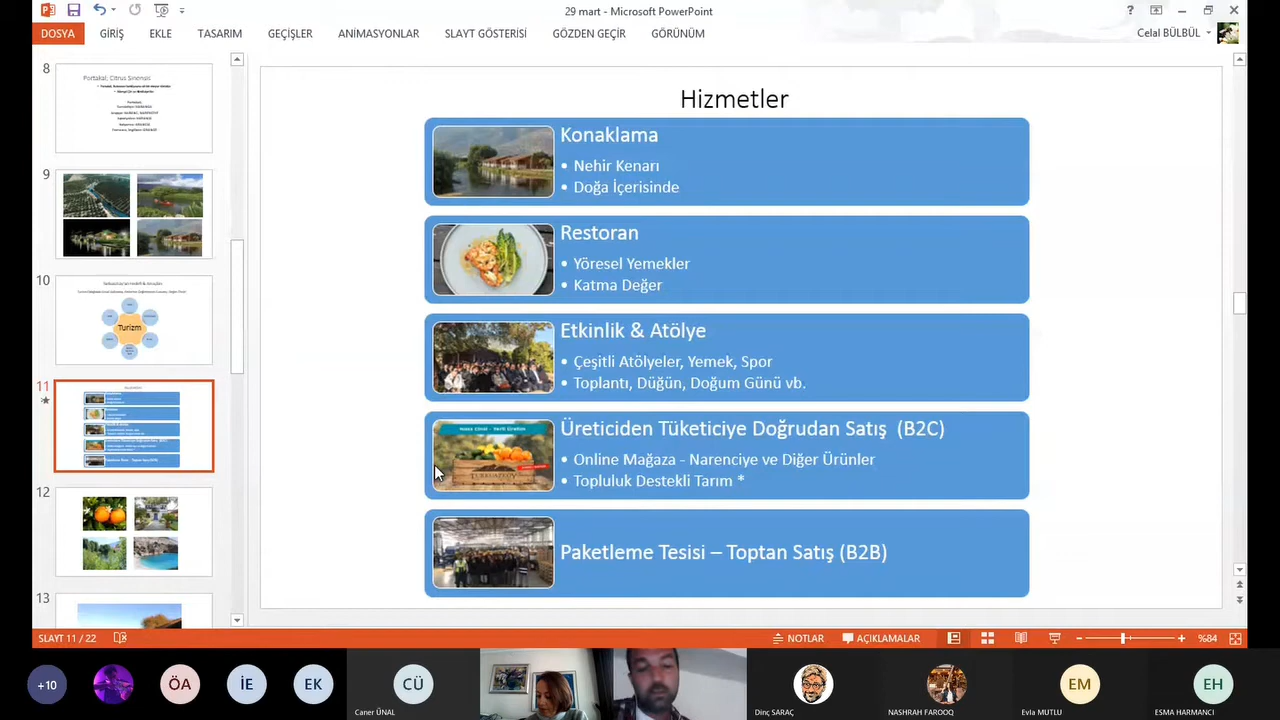 29 mart - Microsoft PowerPoint
DOSYA GİRİŞ EKLE TASARIM GEÇİŞLER ANİMASYONLAR SLAYT GÖSTERİSİ GÖZDEN GEÇİR GÖRÜNÜM
Celal BÜLBÜL
8
Portakal; Citrus Sinensis
9
10
Turizm
11
12
13
Hizmetler
Konaklama
• Nehir Kenarı
• Doğa İçerisinde
Restoran
• Yöresel Yemekler
• Katma Değer
Etkinlik & Atölye
• Çeşitli Atölyeler, Yemek, Spor
• Toplantı, Düğün, Doğum Günü vb.
Üreticiden Tüketiciye Doğrudan Satış (B2C)
• Online Mağaza - Narenciye ve Diğer Ürünler
• Topluluk Destekli Tarım *
Paketleme Tesisi – Toptan Satış (B2B)
SLAYT 11 / 22
NOTLAR
AÇIKLAMALAR
%84
+10
ÖA
İE
EK
CÜ
EM
EH
Caner ÜNAL
Dinç SARAÇ
NASHRAH FAROOQ
Evla MUTLU
ESMA HARMANCI